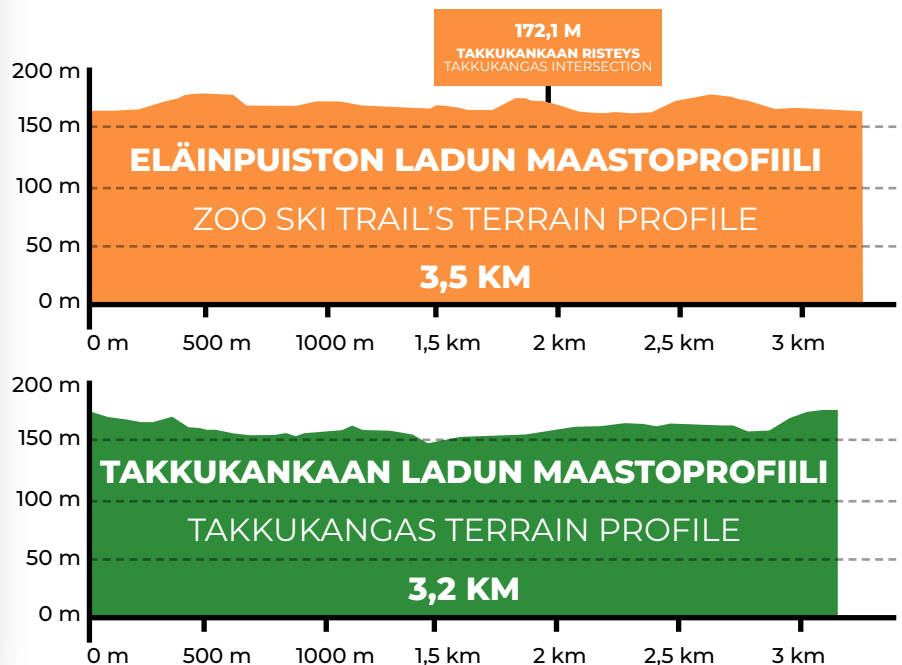 172,1 M
TAKKUKANKAAN RISTEYS
TAKKUKANGAS INTERSECTION
200 m
150 m
100 m
50 m
0 m
ELÄINPUISTON LADUN MAASTOPROFIILI
ZOO SKI TRAIL'S TERRAIN PROFILE
3,5 KM
0 m 500 m 1000 m 1,5 km 2 km 2,5 km 3 km
200 m
150 m
100 m
50 m
0 m
TAKKUKANKAAN LADUN MAASTOPROFIILI
TAKKUKANGAS TERRAIN PROFILE
3,2 KM
0 m 500 m 1000 m 1,5 km 2 km 2,5 km 3 km